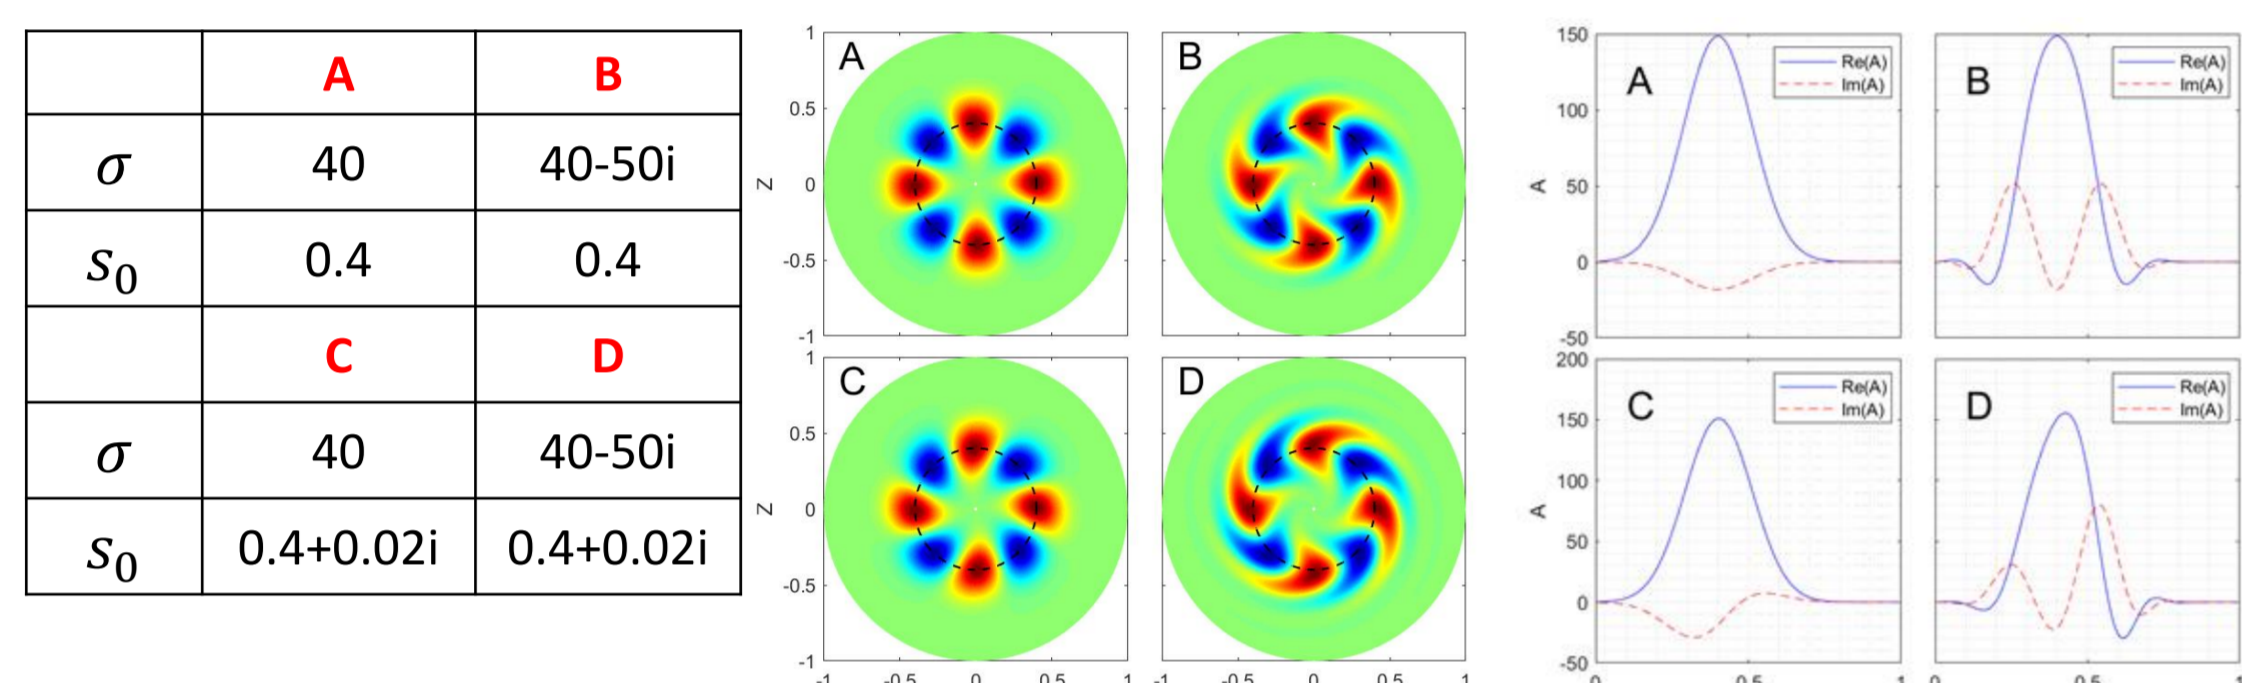 A B
σ 40 40-50i
s₀ 0.4 0.4
C D
σ 40 40-50i
s₀ 0.4+0.02i 0.4+0.02i
A
1
0.5
0
-0.5
-1
Z
B
C
1
0.5
0
-0.5
-1
Z
-1 -0.5 0 0.5 1
D
-1 -0.5 0 0.5 1
A
150
100
50
0
-50
A
Re(A)
Im(A)
B
Re(A)
Im(A)
C
200
150
100
50
0
-50
A
Re(A)
Im(A)
0 0.5 1
D
Re(A)
Im(A)
0 0.5 1